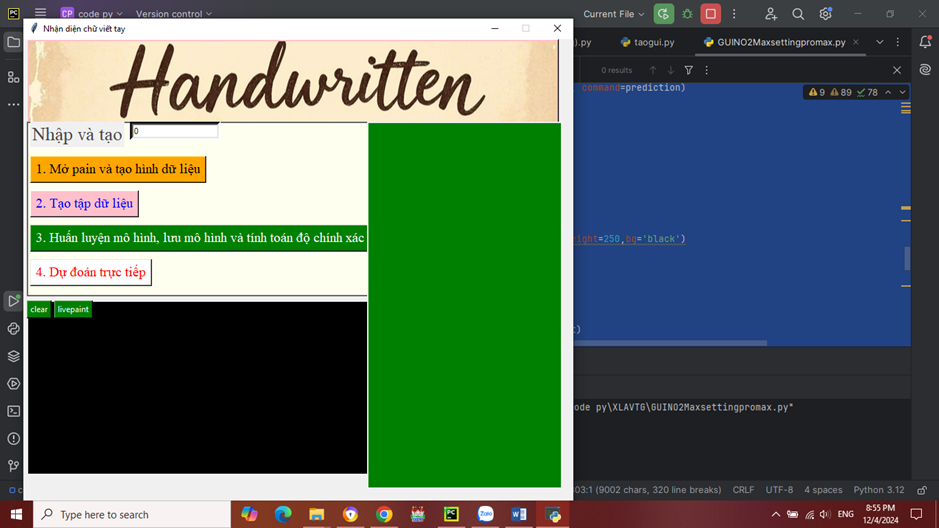 PC
CP code py
Version control
Current File
Nhận diện chữ viết tay
).py
taogui.py
GUINO2Maxsettingpromax.py
Handwritten
0 results
command=prediction)
9 89 78
Nhập và tạo
0
1. Mở pain và tạo hình dữ liệu
2. Tạo tập dữ liệu
3. Huấn luyện mô hình, lưu mô hình và tính toán độ chính xác
ight=250,bg='black')
4. Dự đoán trực tiếp
clear
livepaint
:)
ode py\XLAVTG\GUINO2Maxsettingpromax.py"
03:1 (9002 chars, 320 line breaks)
CRLF
UTF-8
4 spaces
Python 3.12
Type here to search
Zalo
ENG
8:55 PM
12/4/2024